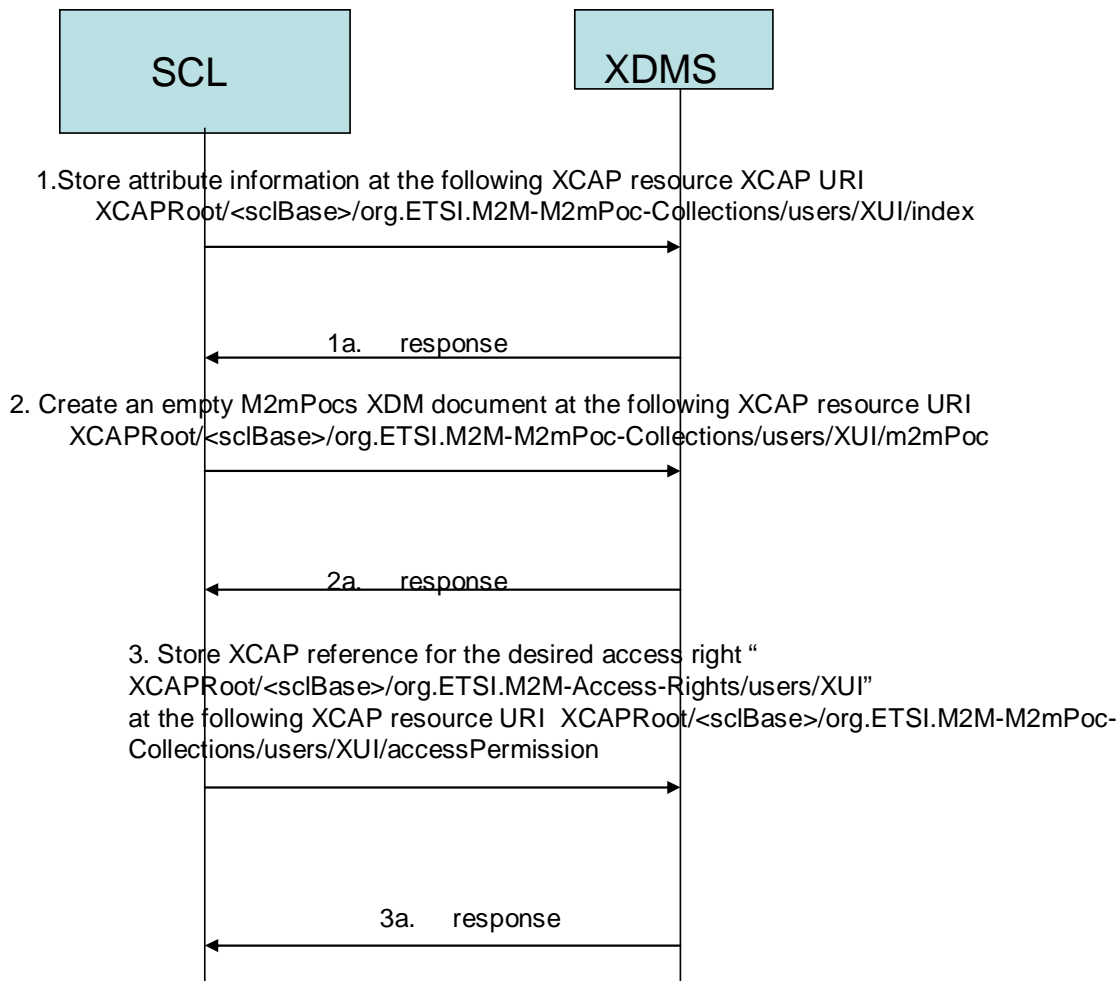 SCL
XDMS
1.Store attribute information at the following XCAP resource XCAP URI
XCAPRoot/<sclBase>/org.ETSI.M2M-M2mPoc-Collections/users/XUI/index
1a. response
2. Create an empty M2mPocs XDM document at the following XCAP resource URI
XCAPRoot/<sclBase>/org.ETSI.M2M-M2mPoc-Collections/users/XUI/m2mPoc
2a. response
3. Store XCAP reference for the desired access right “
XCAPRoot/<sclBase>/org.ETSI.M2M-Access-Rights/users/XUI”
at the following XCAP resource URI XCAPRoot/<sclBase>/org.ETSI.M2M-M2mPoc-
Collections/users/XUI/accessPermission
3a. response